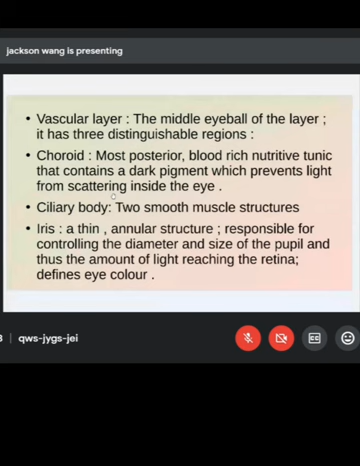 jackson wang is presenting
• Vascular layer : The middle eyeball of the layer ;
it has three distinguishable regions :
• Choroid : Most posterior, blood rich nutritive tunic
that contains a dark pigment which prevents light
from scattering inside the eye .
• Ciliary body: Two smooth muscle structures
• Iris : a thin , annular structure ; responsible for
controlling the diameter and size of the pupil and
thus the amount of light reaching the retina;
defines eye colour .
3 | qws-jygs-jei
CC